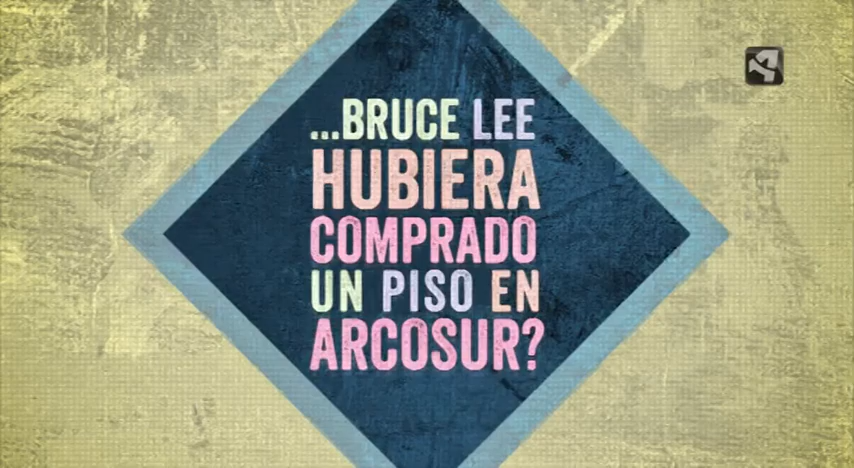 ...BRUCE LEE
HUBIERA
COMPRADO
UN PISO EN
ARCOSUR?